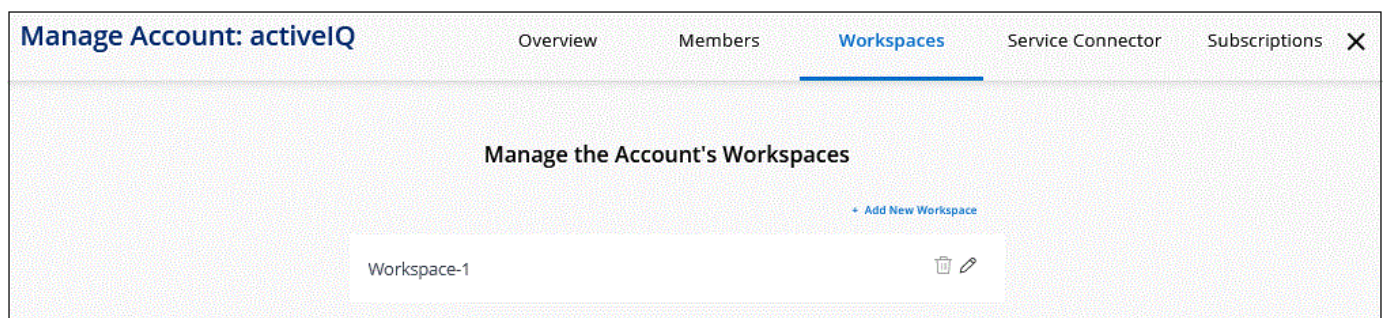 Manage Account: activeIQ
Overview
Members
Workspaces
Service Connector
Subscriptions
Manage the Account's Workspaces
+ Add New Workspace
Workspace-1